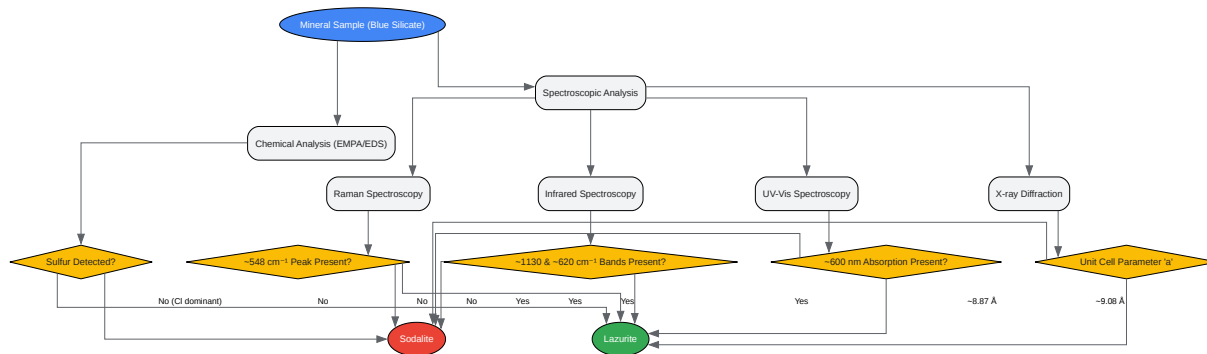 Mineral Sample (Blue Silicate)
Spectroscopic Analysis
Chemical Analysis (EMPA/EDS)
Raman Spectroscopy
Infrared Spectroscopy
UV-Vis Spectroscopy
X-ray Diffraction
Sulfur Detected?
~548 cm⁻¹ Peak Present?
~1130 & ~620 cm⁻¹ Bands Present?
~600 nm Absorption Present?
Unit Cell Parameter 'a'
No (Cl dominant)
No
No
No
Yes
Yes
Yes
Yes
~8.87 Å
~9.08 Å
Sodalite
Lazurite